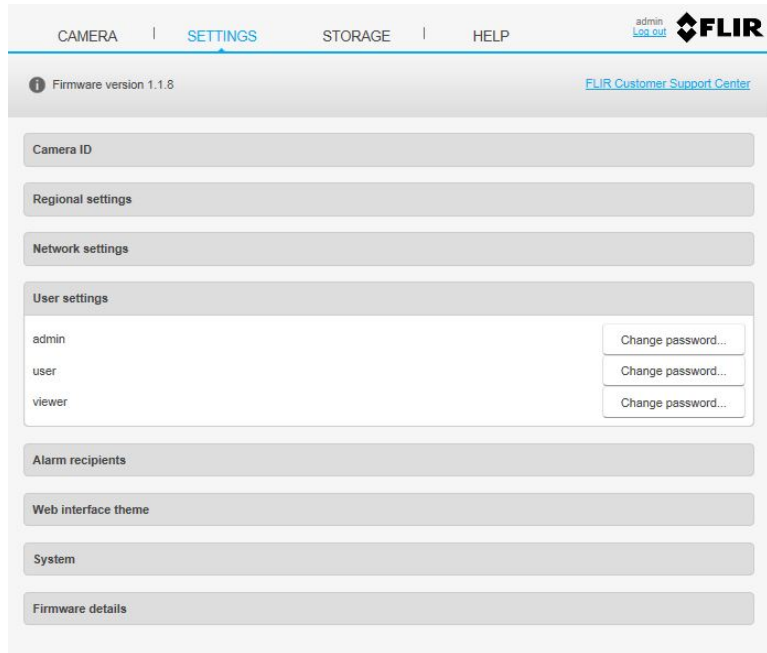 CAMERA | SETTINGS STORAGE | HELP admin
Log out FLIR
Firmware version 1.1.8 FLIR Customer Support Center
Camera ID
Regional settings
Network settings
User settings
admin Change password...
user Change password...
viewer Change password...
Alarm recipients
Web interface theme
System
Firmware details